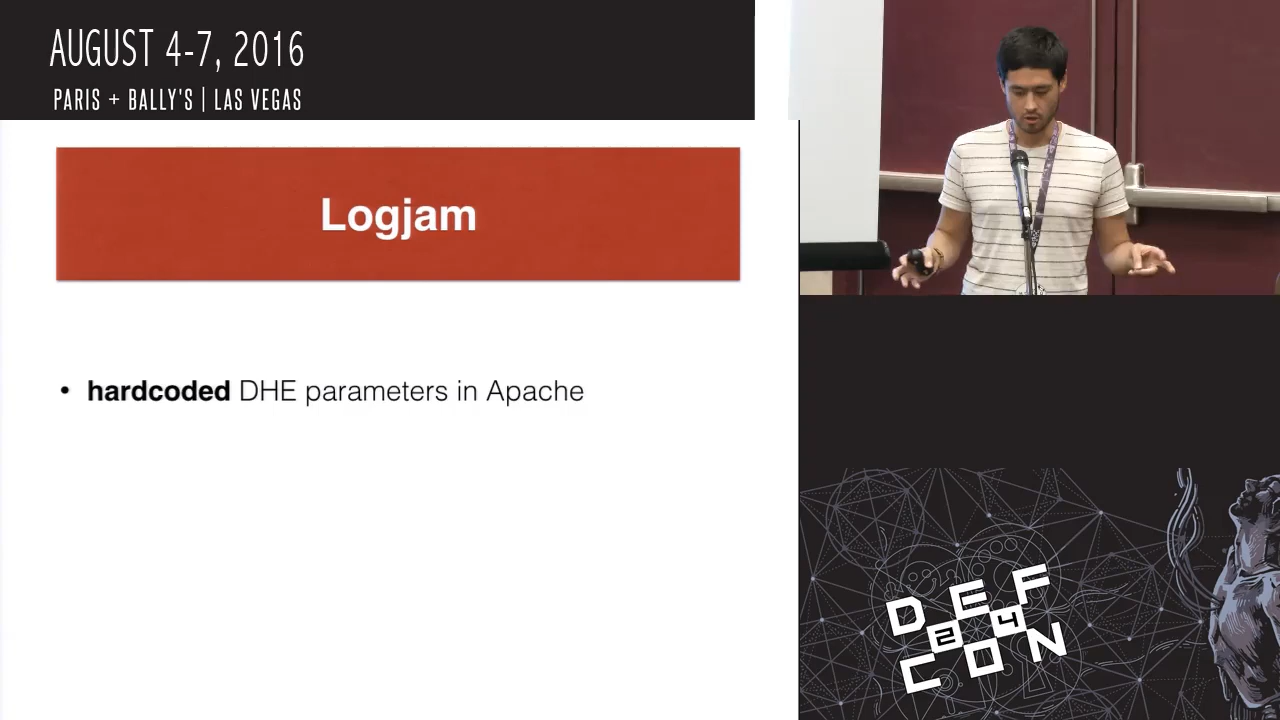 AUGUST 4-7, 2016
PARIS + BALLY'S | LAS VEGAS
Logjam
• hardcoded DHE parameters in Apache
DEF
24
CON